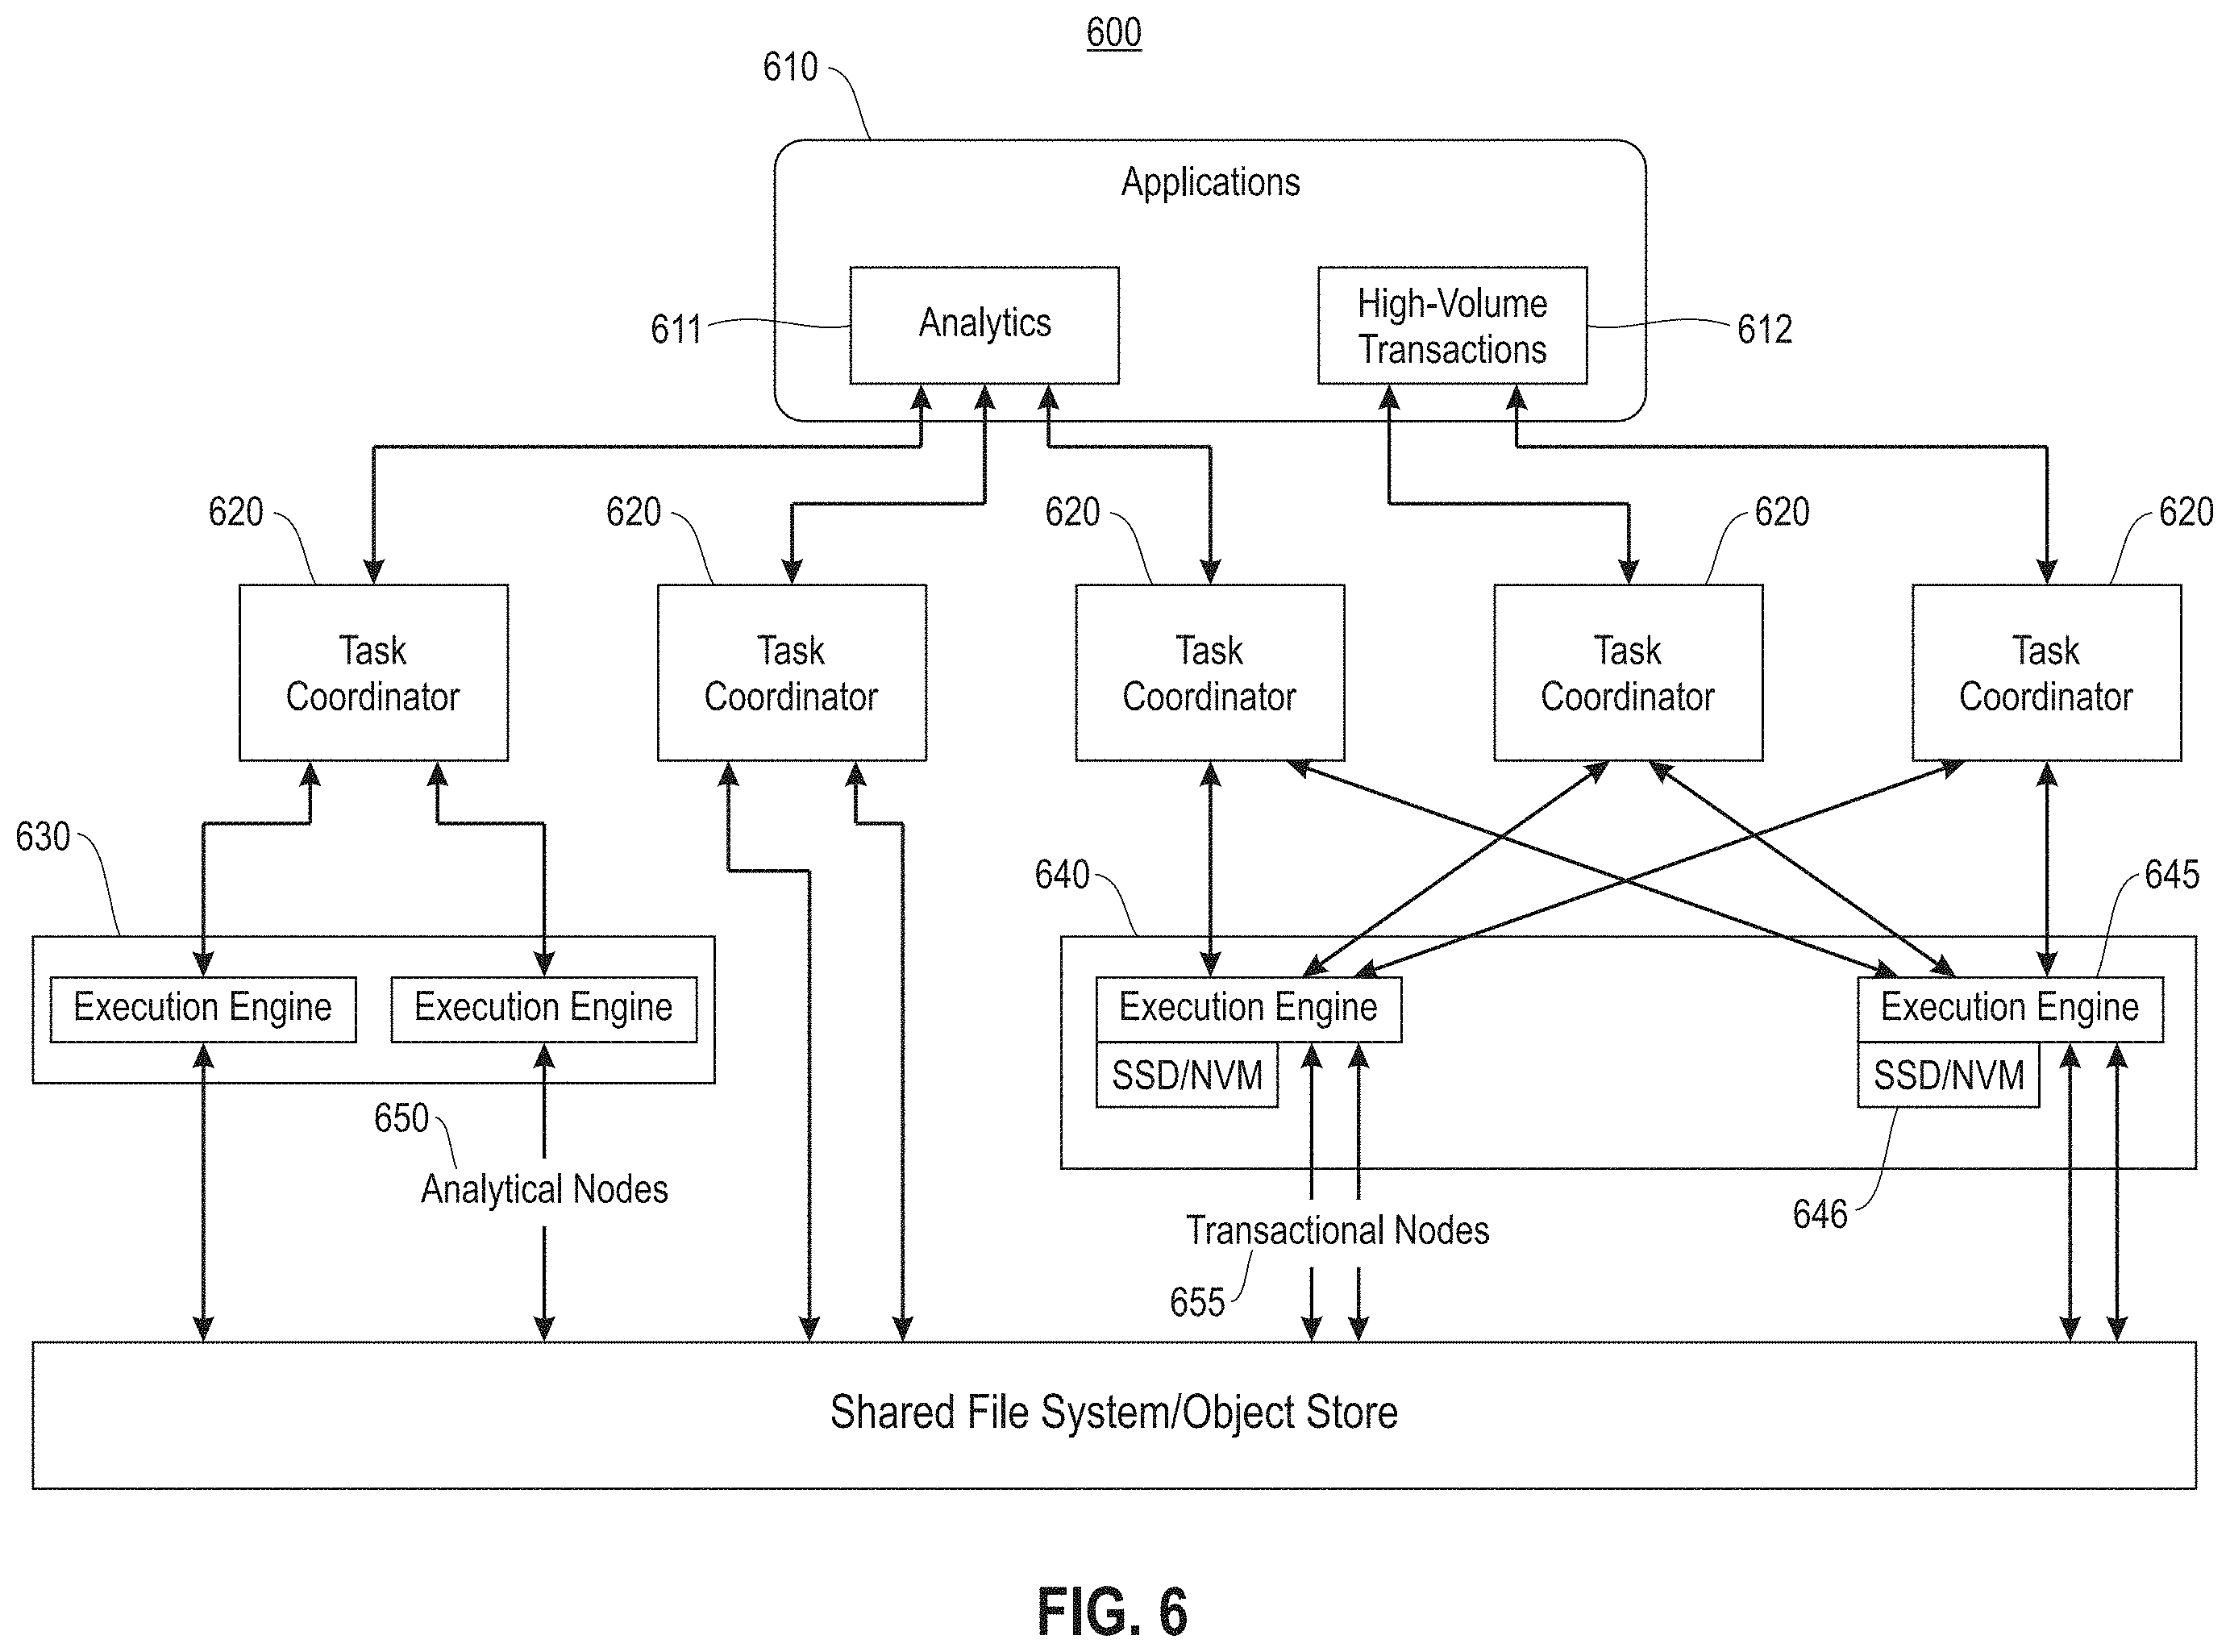 600
610
Applications
Analytics
High-Volume
Transactions
611
612
620
620
620
620
620
Task
Coordinator
Task
Coordinator
Task
Coordinator
Task
Coordinator
Task
Coordinator
630
640
645
Execution Engine
Execution Engine
Execution Engine
Execution Engine
SSD/NVM
SSD/NVM
650
Analytical Nodes
646
Transactional Nodes
655
Shared File System/Object Store
FIG. 6